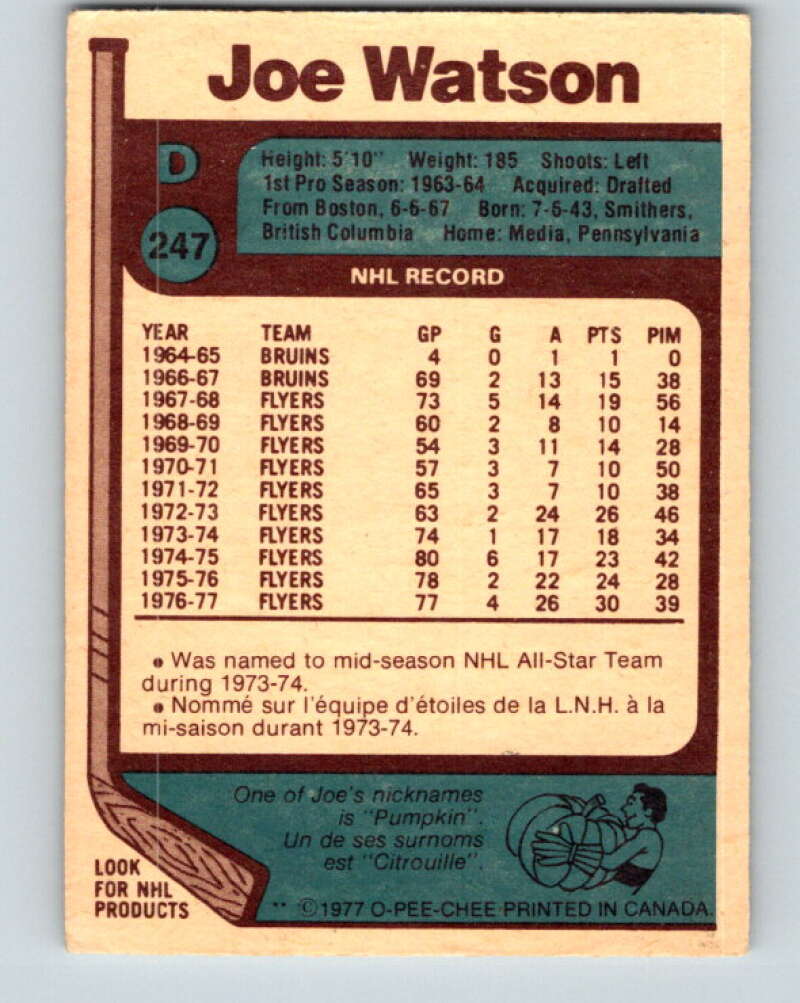 Joe Watson
D
Height: 5'10" Weight: 185 Shoots: Left
1st Pro Season: 1963-64 Acquired: Drafted
From Boston, 6-6-67 Born: 7-6-43, Smithers,
British Columbia Home: Media, Pennsylvania
247
NHL RECORD
YEAR TEAM GP G A PTS PIM
1964-65 BRUINS 4 0 1 1 0
1966-67 BRUINS 69 2 13 15 38
1967-68 FLYERS 73 5 14 19 56
1968-69 FLYERS 60 2 8 10 14
1969-70 FLYERS 54 3 11 14 28
1970-71 FLYERS 57 3 7 10 50
1971-72 FLYERS 65 3 7 10 38
1972-73 FLYERS 63 2 24 26 46
1973-74 FLYERS 74 1 17 18 34
1974-75 FLYERS 80 6 17 23 42
1975-76 FLYERS 78 2 22 24 28
1976-77 FLYERS 77 4 26 30 39
• Was named to mid-season NHL All-Star Team
during 1973-74.
• Nommé sur l'équipe d'étoiles de la L.N.H. à la
mi-saison durant 1973-74.
One of Joe's nicknames
is "Pumpkin".
Un de ses surnoms
est "Citrouille".
LOOK
FOR NHL
PRODUCTS
** ©1977 O-PEE-CHEE PRINTED IN CANADA.